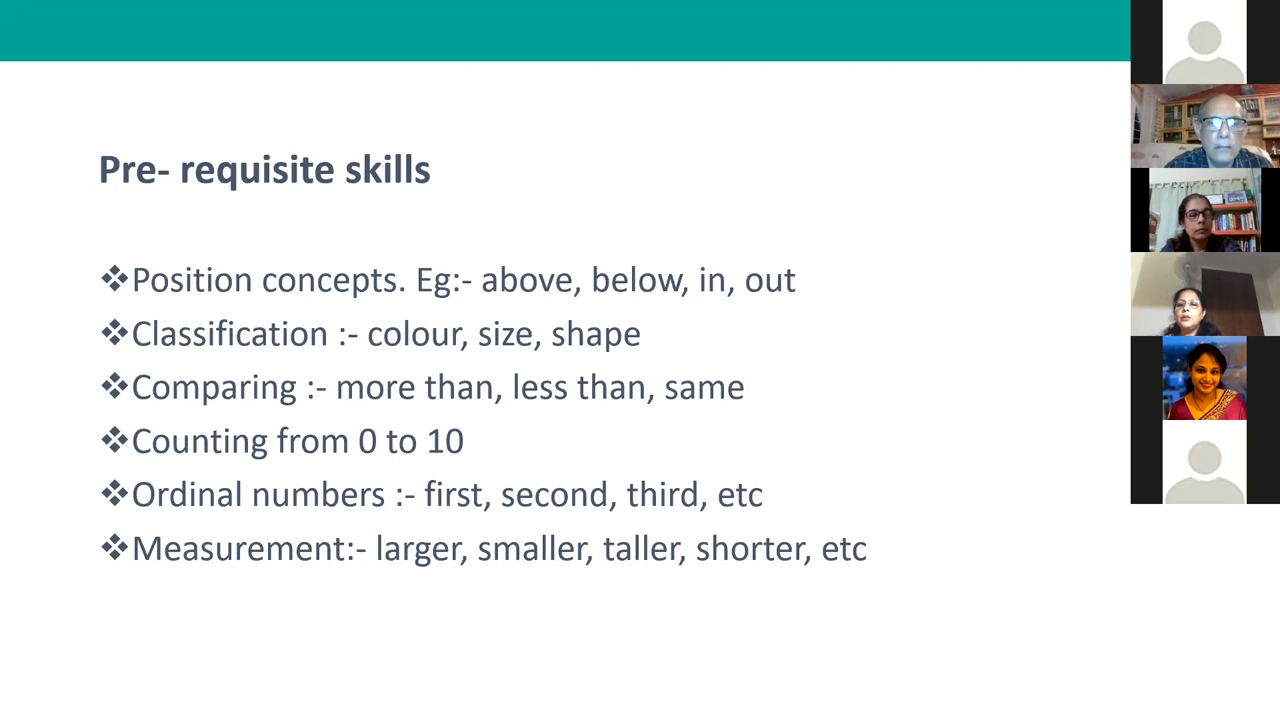 Pre- requisite skills
❖Position concepts. Eg:- above, below, in, out
❖Classification :- colour, size, shape
❖Comparing :- more than, less than, same
❖Counting from 0 to 10
❖Ordinal numbers :- first, second, third, etc
❖Measurement:- larger, smaller, taller, shorter, etc